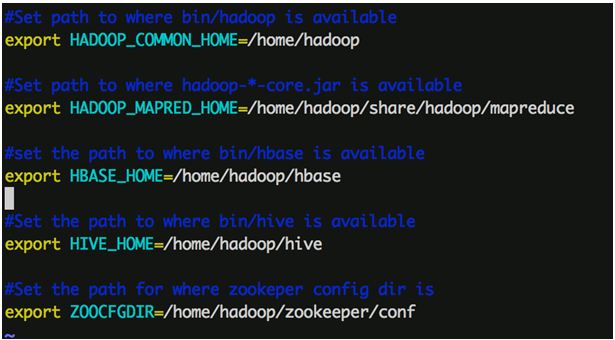 #Set path to where bin/hadoop is available
export HADOOP_COMMON_HOME=/home/hadoop
#Set path to where hadoop-*-core.jar is available
export HADOOP_MAPRED_HOME=/home/hadoop/share/hadoop/mapreduce
#set the path to where bin/hbase is available
export HBASE_HOME=/home/hadoop/hbase
#Set the path to where bin/hive is available
export HIVE_HOME=/home/hadoop/hive
#Set the path for where zookeper config dir is
export ZOOCFGDIR=/home/hadoop/zookeeper/conf
~